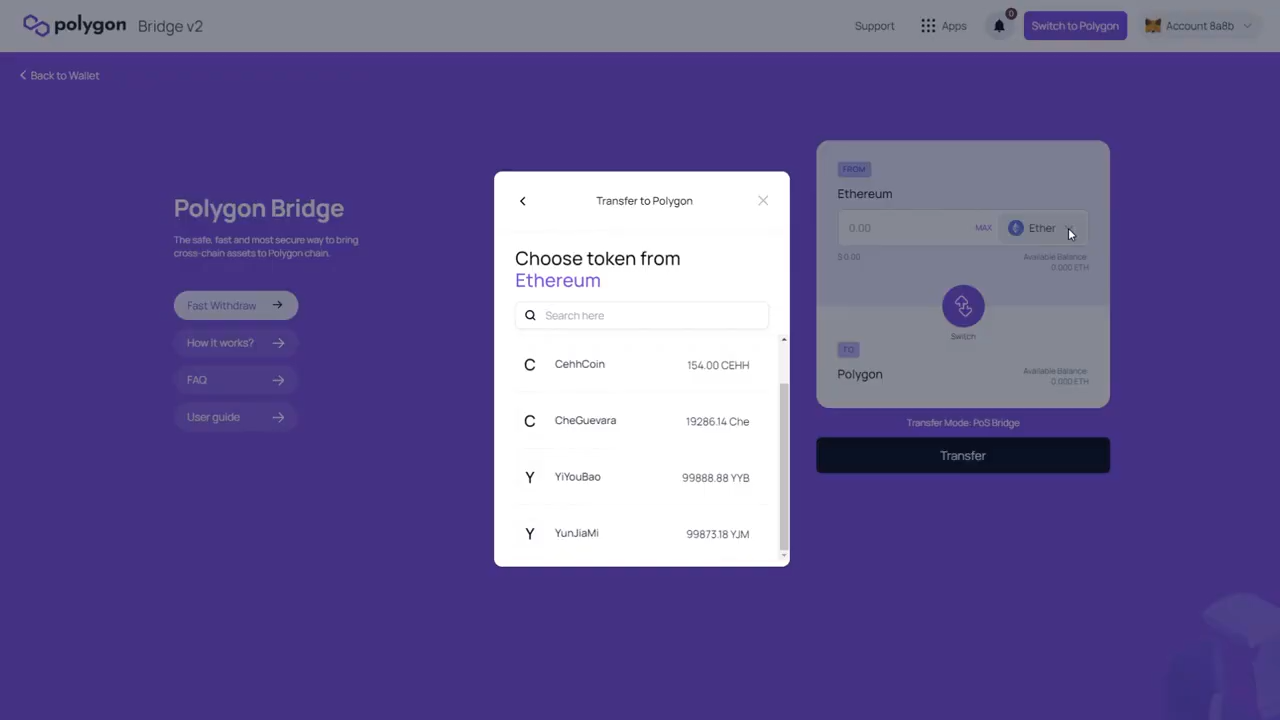 polygon Bridge v2
Support
Apps
0
Switch to Polygon
Account 8a8b
Back to Wallet
Polygon Bridge
The safe, fast and most secure way to bring
cross-chain assets to Polygon chain.
Fast Withdraw
How it works?
FAQ
User guide
Transfer to Polygon
Choose token from
Ethereum
Search here
C CehhCoin 154.00 CEHH
C CheGuevara 19286.14 Che
Y YiYouBao 99888.88 YYB
Y YunJiaMi 99873.18 YJM
FROM
Ethereum
0.00 MAX Ether
$ 0.00 Available Balance
0.000 ETH
Switch
TO
Polygon Available Balance
0.000 ETH
Transfer Mode: PoS Bridge
Transfer